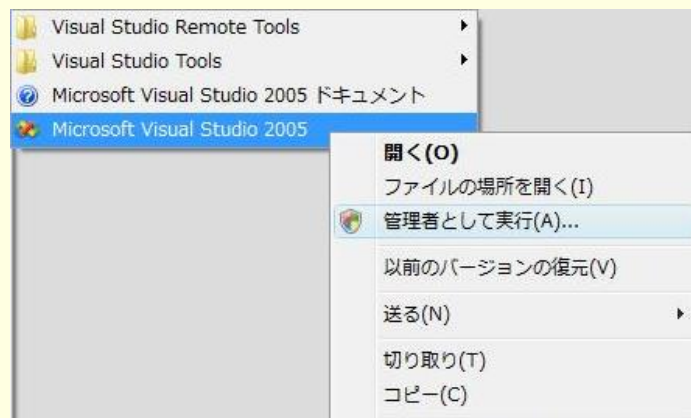 Visual Studio Remote Tools
Visual Studio Tools
Microsoft Visual Studio 2005 ドキュメント
Microsoft Visual Studio 2005
開く(O)
ファイルの場所を開く(I)
管理者として実行(A)...
以前のバージョンの復元(V)
送る(N)
切り取り(T)
コピー(C)